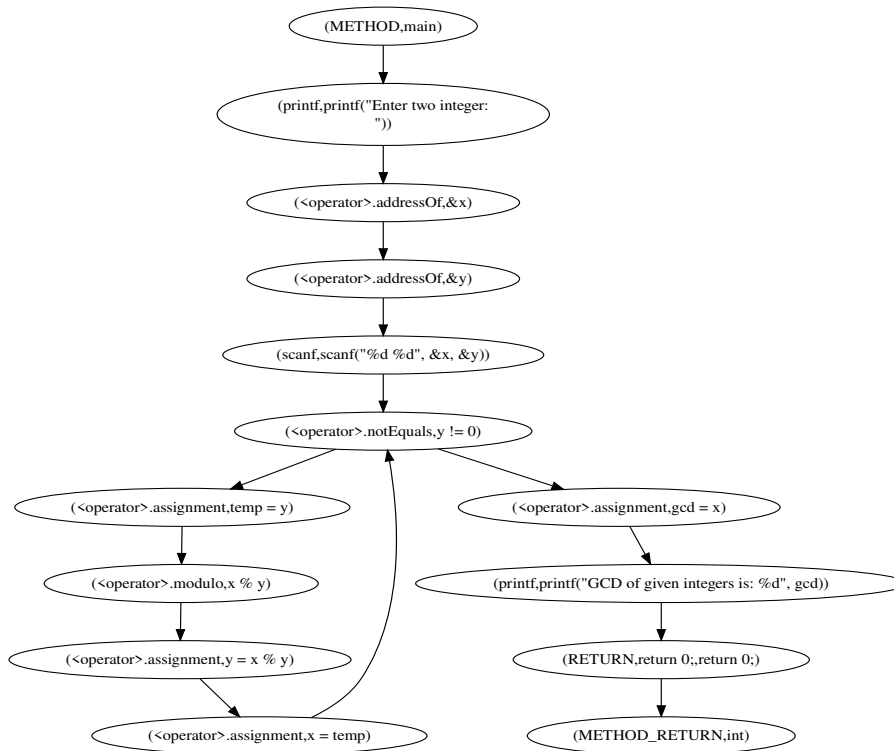 (METHOD,main)
(printf,printf("Enter two integer:
"))
(<operator>.addressOf,&x)
(<operator>.addressOf,&y)
(scanf,scanf("%d %d", &x, &y))
(<operator>.notEquals,y != 0)
(<operator>.assignment,temp = y)
(<operator>.modulo,x % y)
(<operator>.assignment,y = x % y)
(<operator>.assignment,x = temp)
(<operator>.assignment,gcd = x)
(printf,printf("GCD of given integers is: %d", gcd))
(RETURN,return 0;,return 0;)
(METHOD_RETURN,int)